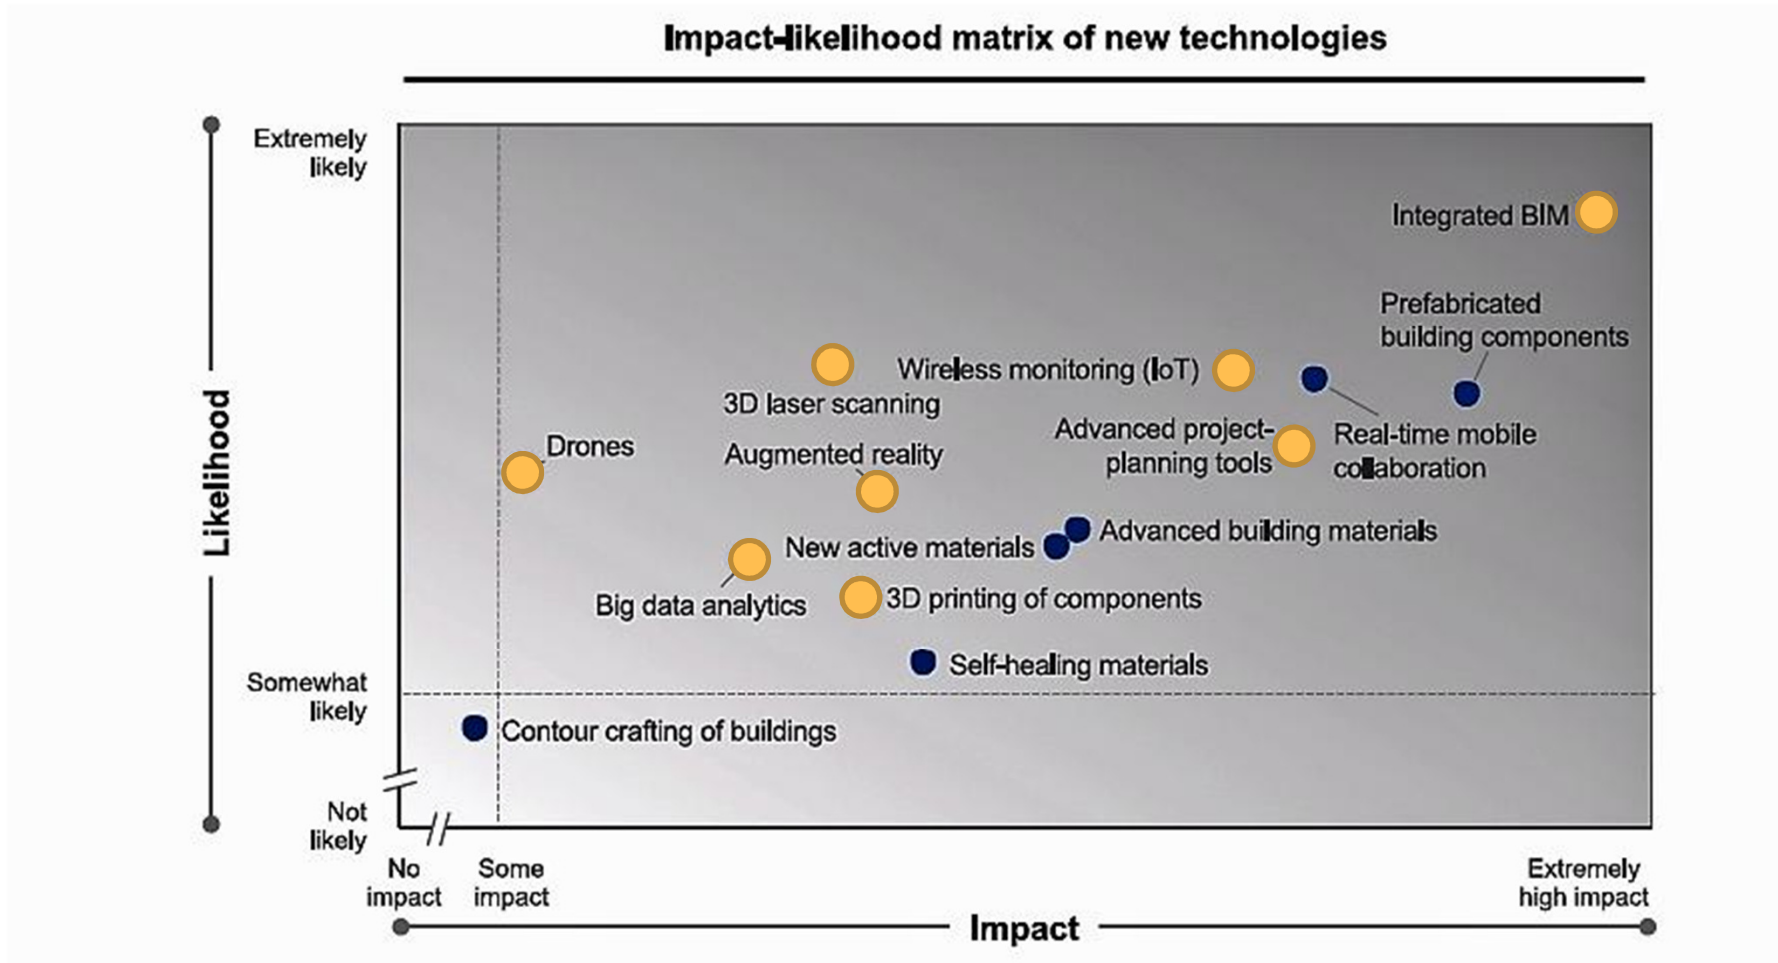 Impact-likelihood matrix of new technologies
Extremely
likely
Integrated BIM
Prefabricated
building components
Wireless monitoring (IoT)
3D laser scanning
Likelihood
Advanced project-
planning tools
Real-time mobile
collaboration
Drones
Augmented reality
New active materials
Advanced building materials
Big data analytics
3D printing of components
Self-healing materials
Somewhat
likely
Contour crafting of buildings
Not
likely
No
impact
Some
impact
Extremely
high impact
Impact